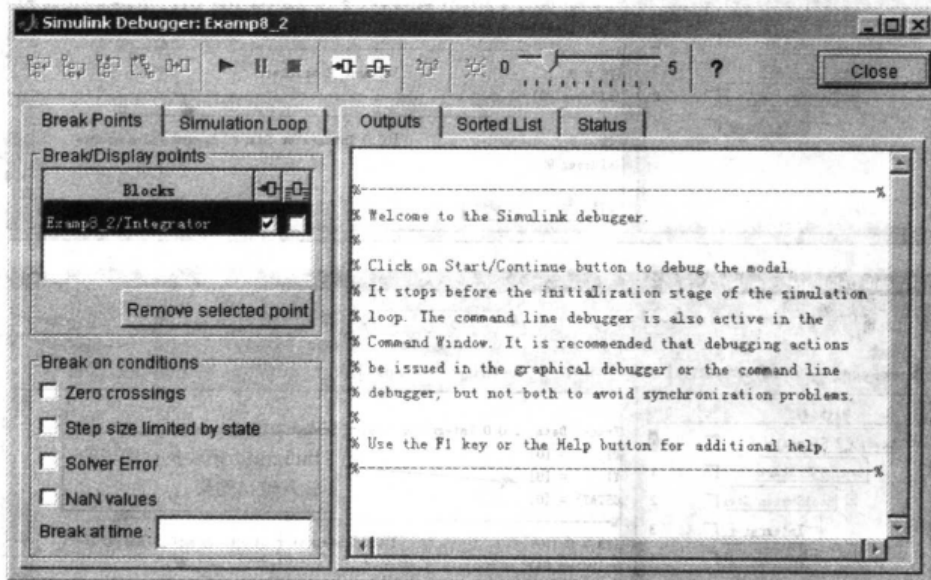 Simulink Debugger: Examp8_2
0 5 ? Close
Break Points Simulation Loop Outputs Sorted List Status
Break/Display points
Blocks
Examp8_2/Integrator
Remove selected point
Break on conditions
Zero crossings
Step size limited by state
Solver Error
NaN values
Break at time :
%------------------------------------------------------------%
% Welcome to the Simulink debugger.
%
% Click on Start/Continue button to debug the model
% It stops before the initialization stage of the simulation
% loop. The command line debugger is also active in the
% Command Window. It is recommended that debugging actions
% be issued in the graphical debugger or the command line
% debugger, but not both to avoid synchronization problems.
%
% Use the F1 key or the Help button for additional help.
%------------------------------------------------------------%